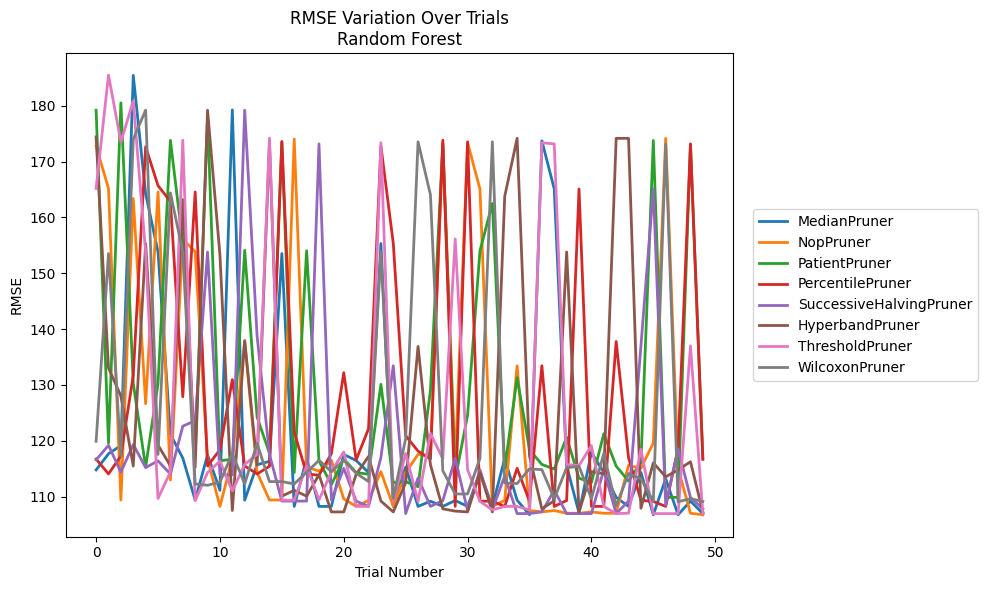 RMSE Variation Over Trials
Random Forest
RMSE
180
170
160
150
140
130
120
110
0
10
20
30
40
50
Trial Number
MedianPruner
NopPruner
PatientPruner
PercentilePruner
SuccessiveHalvingPruner
HyperbandPruner
ThresholdPruner
WilcoxonPruner